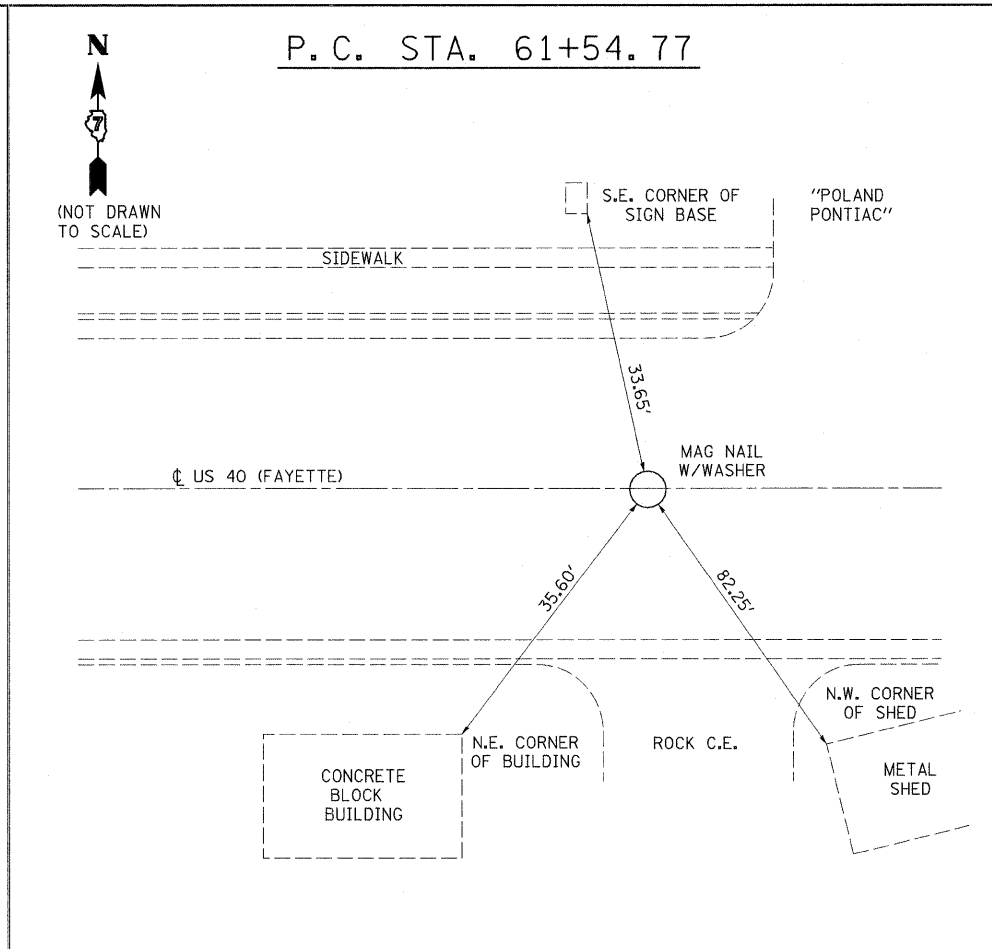 N
P.C. STA. 61+54.77
7
(NOT DRAWN
TO SCALE)
S.E. CORNER OF
SIGN BASE
"POLAND
PONTIAC"
SIDEWALK
33.65'
MAG NAIL
W/WASHER
℄ US 40 (FAYETTE)
35.60'
82.25'
N.W. CORNER
OF SHED
N.E. CORNER
OF BUILDING
ROCK C.E.
CONCRETE
BLOCK
BUILDING
METAL
SHED